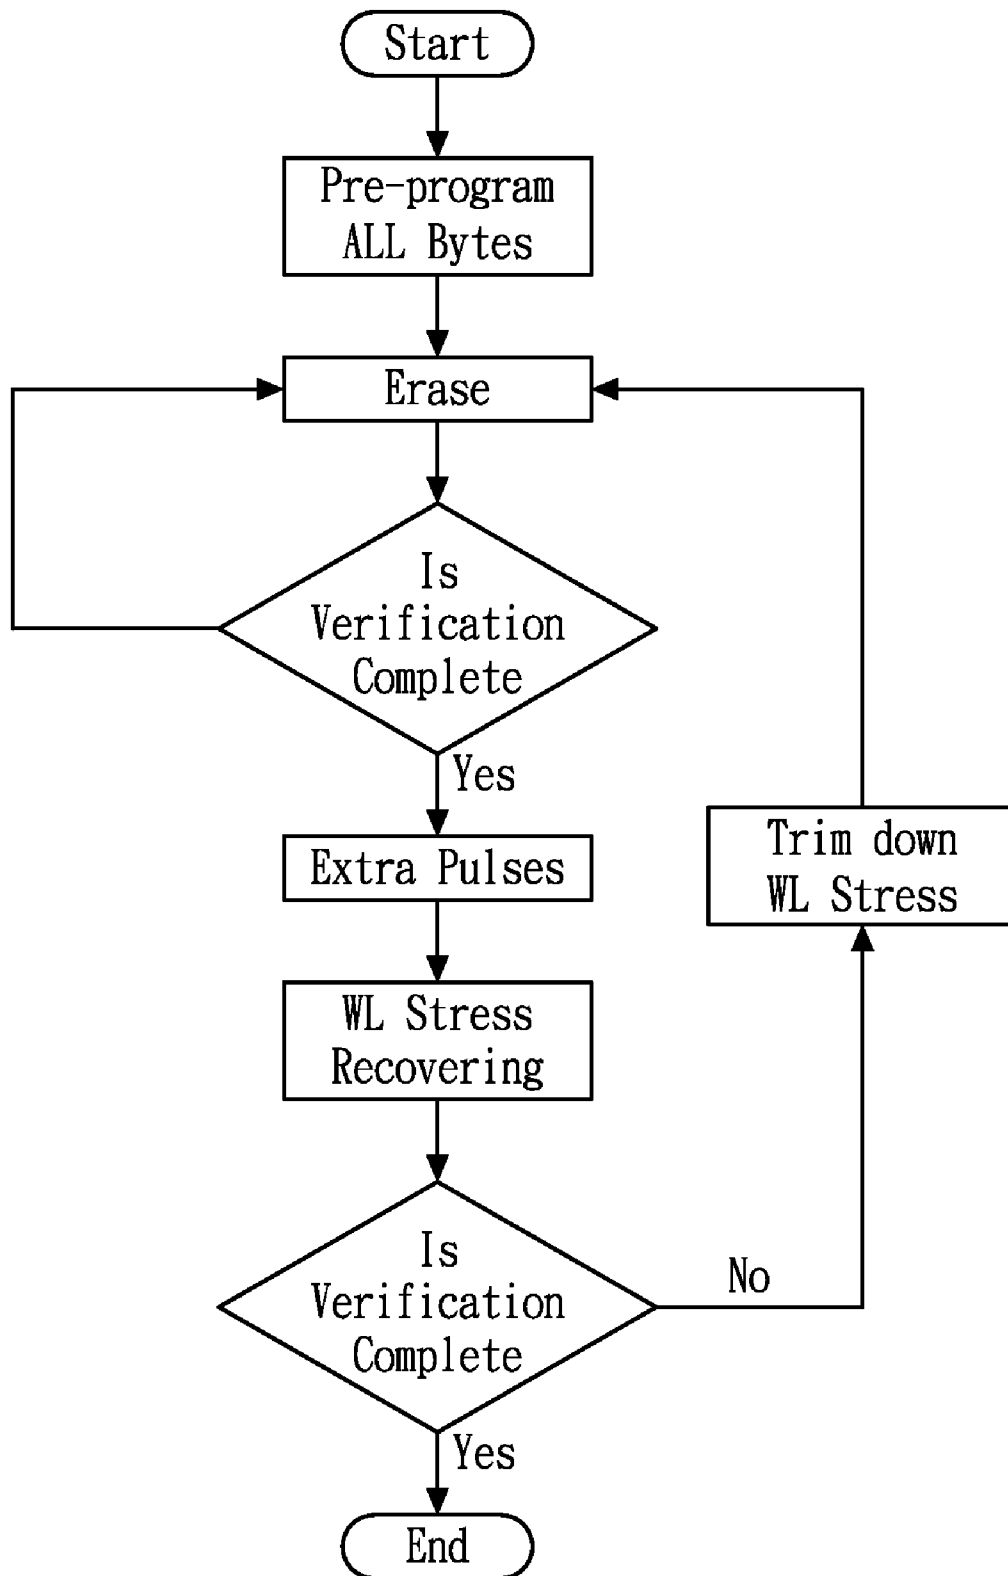 Start
Pre-program
ALL Bytes
Erase
Is
Verification
Complete
Yes
Extra Pulses
Trim down
WL Stress
WL Stress
Recovering
Is
Verification
Complete
No
Yes
End